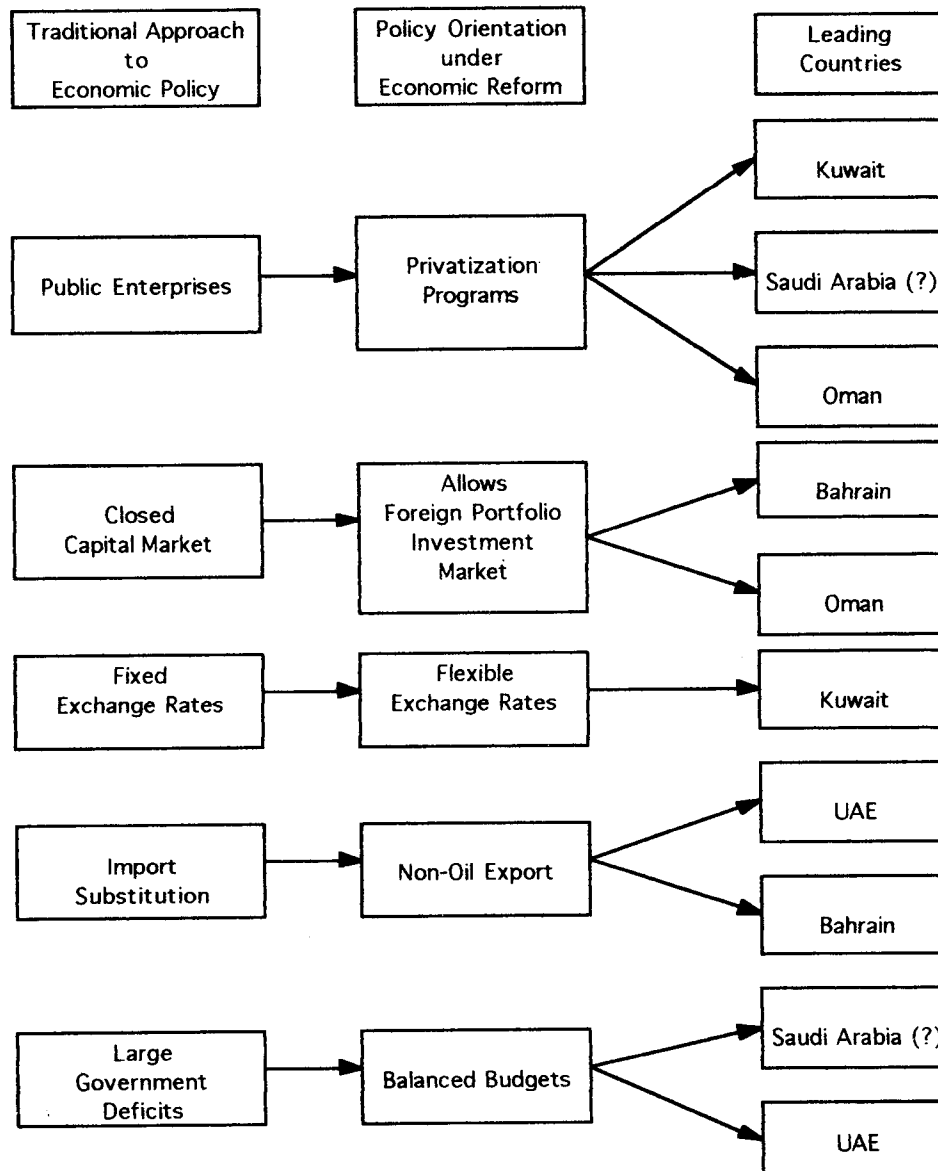 Traditional Approach
to
Economic Policy
Policy Orientation
under
Economic Reform
Leading
Countries
Public Enterprises
Privatization
Programs
Kuwait
Saudi Arabia (?)
Oman
Closed
Capital Market
Allows
Foreign Portfolio
Investment
Market
Bahrain
Oman
Fixed
Exchange Rates
Flexible
Exchange Rates
Kuwait
Import
Substitution
Non-Oil Export
UAE
Bahrain
Large
Government
Deficits
Balanced Budgets
Saudi Arabia (?)
UAE